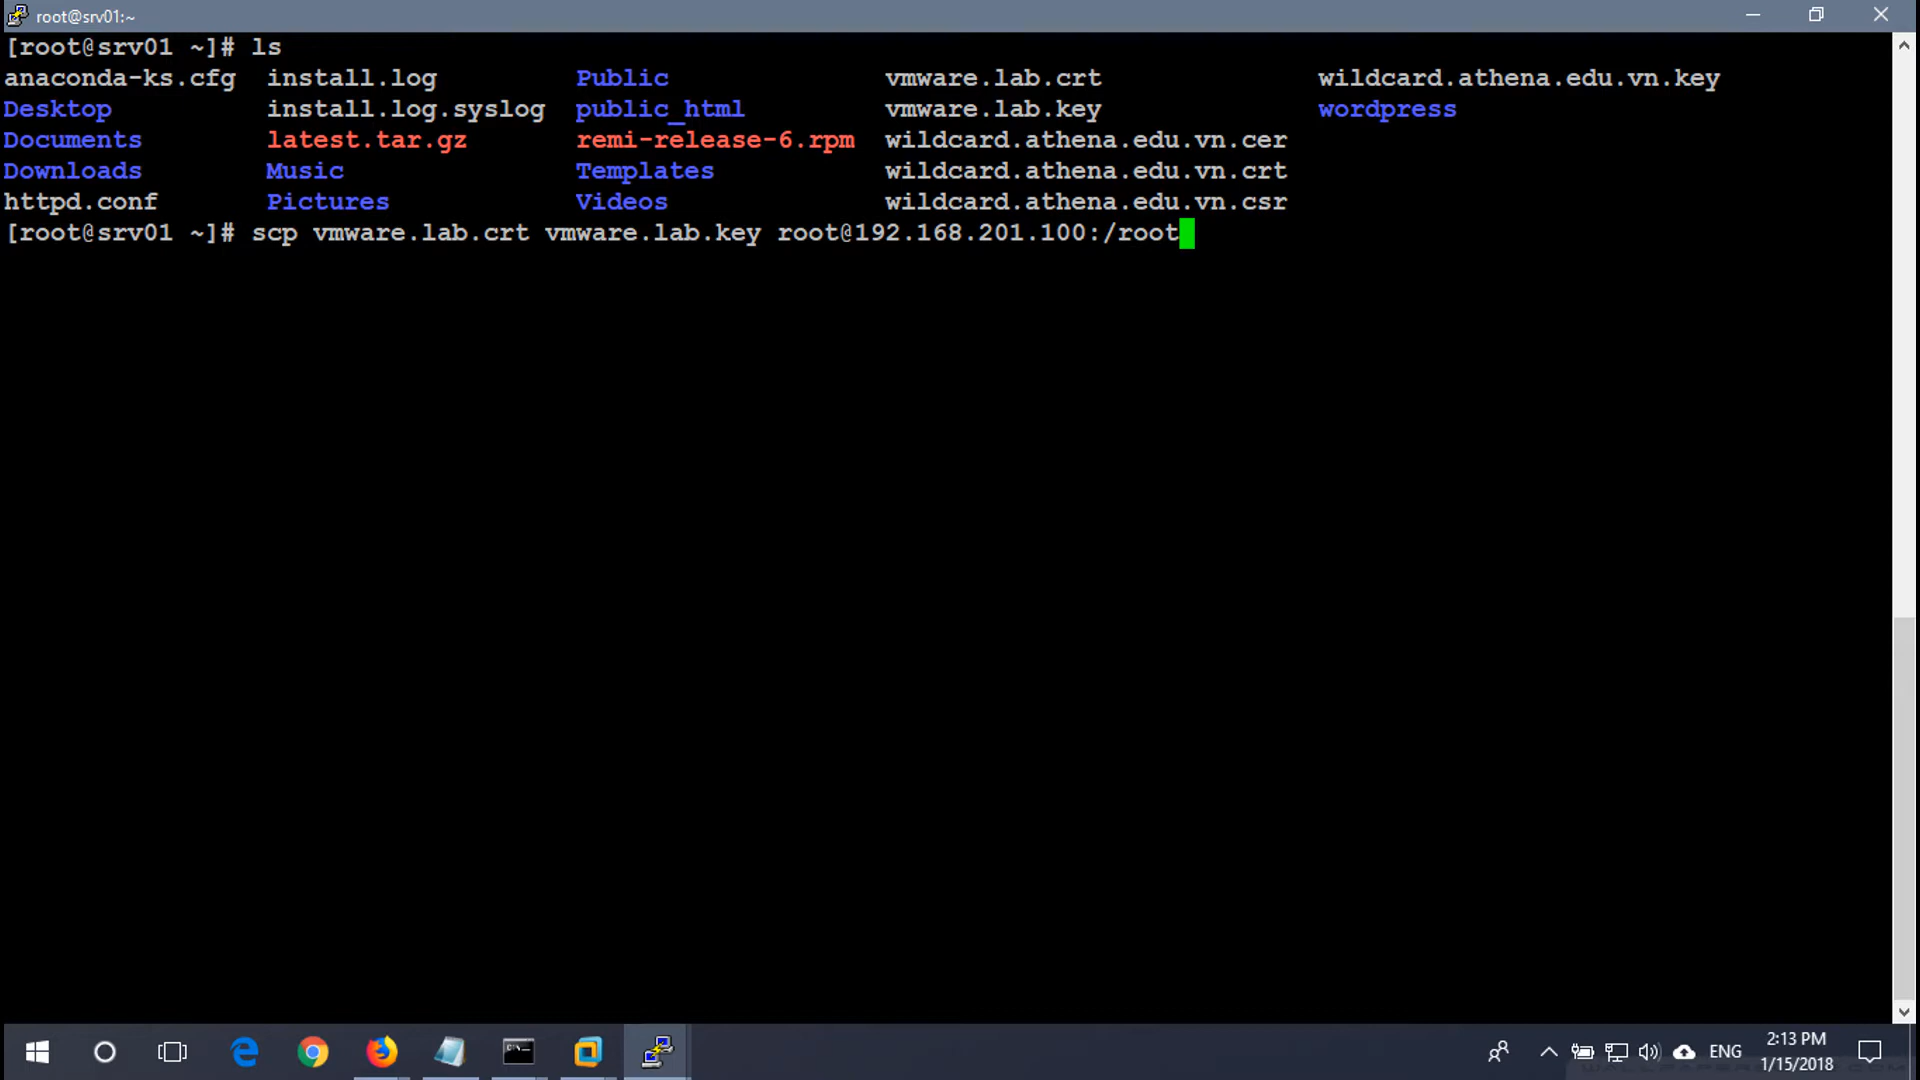 root@srv01:~
[root@srv01 ~]# ls
anaconda-ks.cfg install.log Public vmware.lab.crt wildcard.athena.edu.vn.key
Desktop install.log.syslog public_html vmware.lab.key wordpress
Documents latest.tar.gz remi-release-6.rpm wildcard.athena.edu.vn.cer
Downloads Music Templates wildcard.athena.edu.vn.crt
httpd.conf Pictures Videos wildcard.athena.edu.vn.csr
[root@srv01 ~]# scp vmware.lab.crt vmware.lab.key root@192.168.201.100:/root
ENG
2:13 PM
1/15/2018